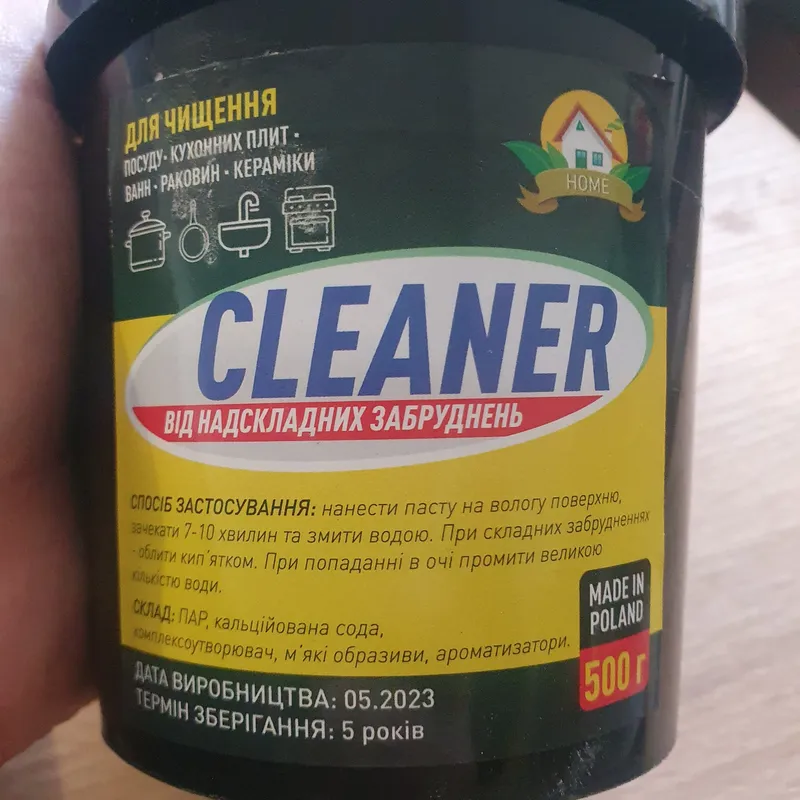 ДЛЯ ЧИЩЕННЯ
ПОСУДУ · КУХОННИХ ПЛИТ ·
ВАНН · РАКОВИН · КЕРАМІКИ
HOME
CLEANER
ВІД НАДСКЛАДНИХ ЗАБРУДНЕНЬ
СПОСІБ ЗАСТОСУВАННЯ: нанести пасту на вологу поверхню,
зачекати 7-10 хвилин та змити водою. При складних забрудненнях
- облити кип'ятком. При попаданні в очі промити великою
кількістю води.
СКЛАД: ПАР, кальційована сода,
комплексоутворювач, м'які образиви, ароматизатори.
MADE IN
POLAND
500 г
ДАТА ВИРОБНИЦТВА: 05.2023
ТЕРМІН ЗБЕРІГАННЯ: 5 років